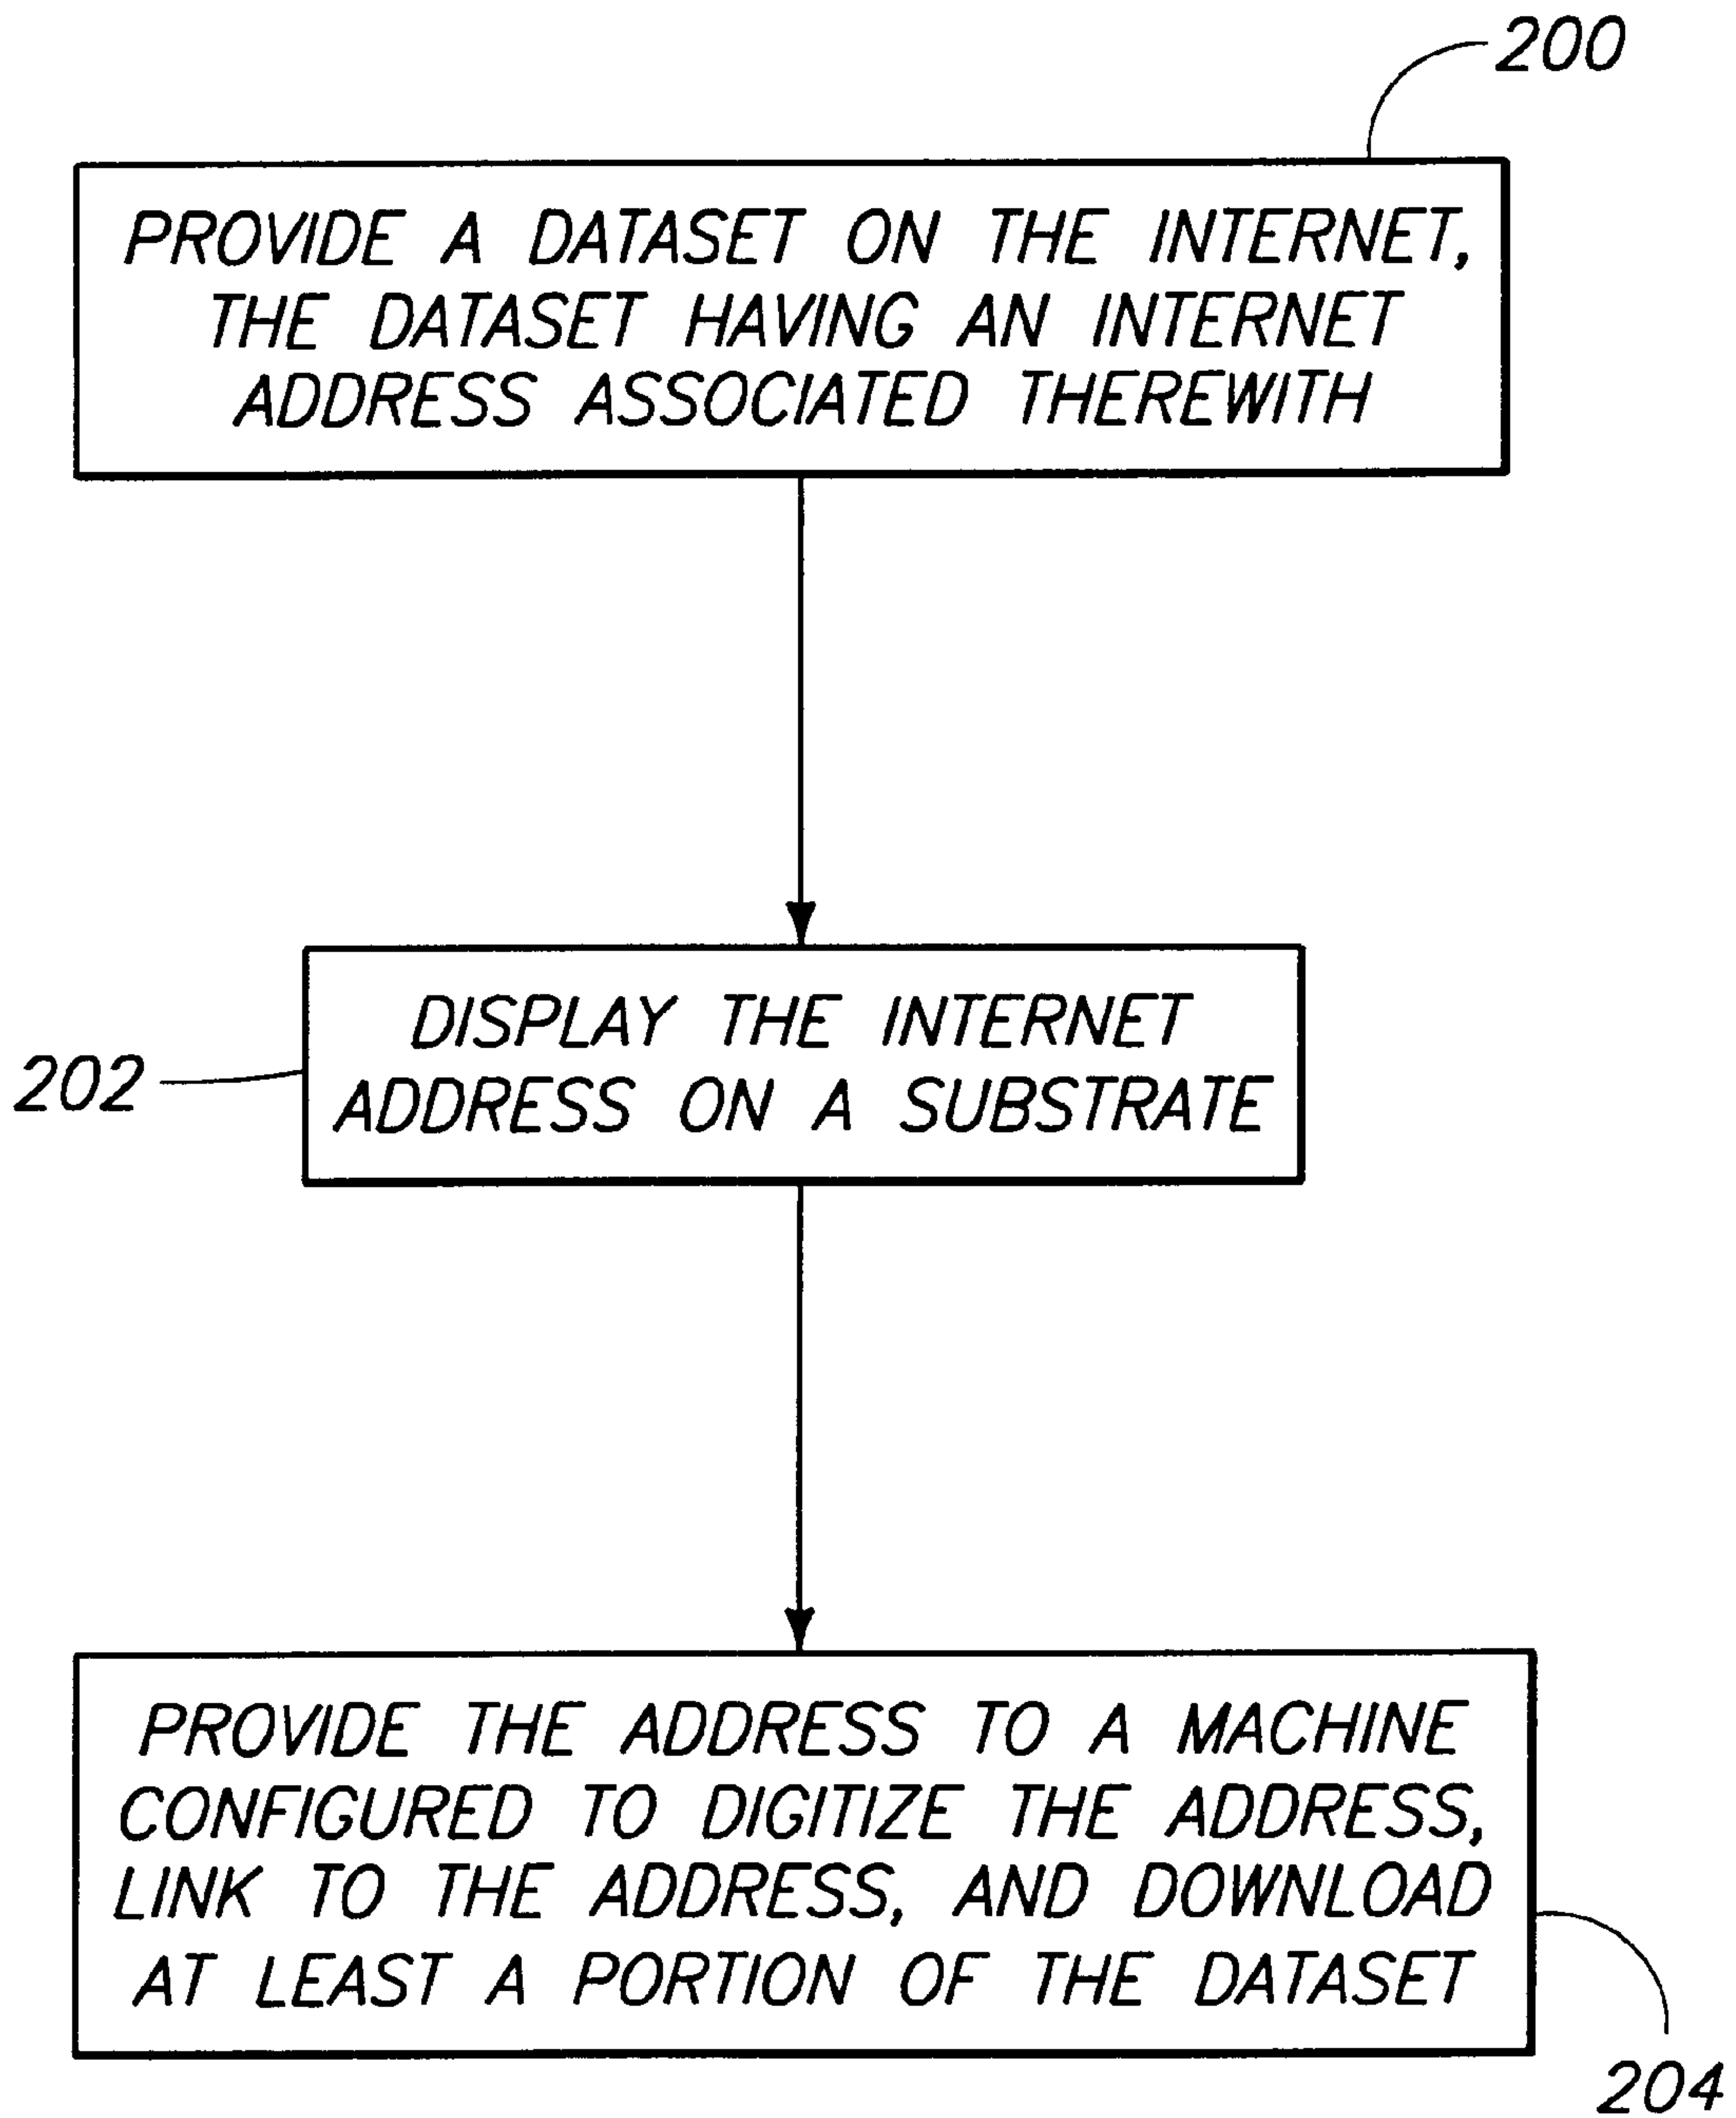 200
PROVIDE A DATASET ON THE INTERNET,
THE DATASET HAVING AN INTERNET
ADDRESS ASSOCIATED THEREWITH
DISPLAY THE INTERNET
202
ADDRESS ON A SUBSTRATE
PROVIDE THE ADDRESS TO A MACHINE
CONFIGURED TO DIGITIZE THE ADDRESS,
LINK TO THE ADDRESS, AND DOWNLOAD
AT LEAST A PORTION OF THE DATASET
204